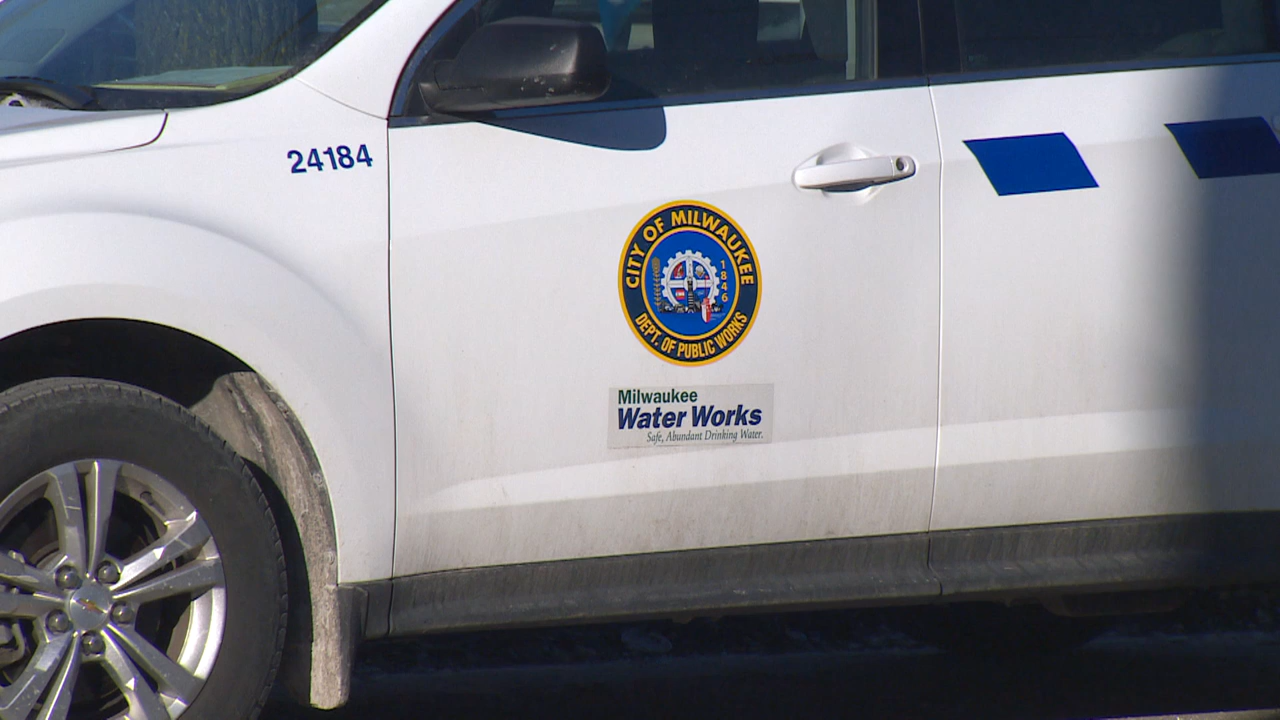 24184
CITY OF MILWAUKEE
1846
DEPT. OF PUBLIC WORKS
Milwaukee
Water Works
Safe, Abundant Drinking Water.